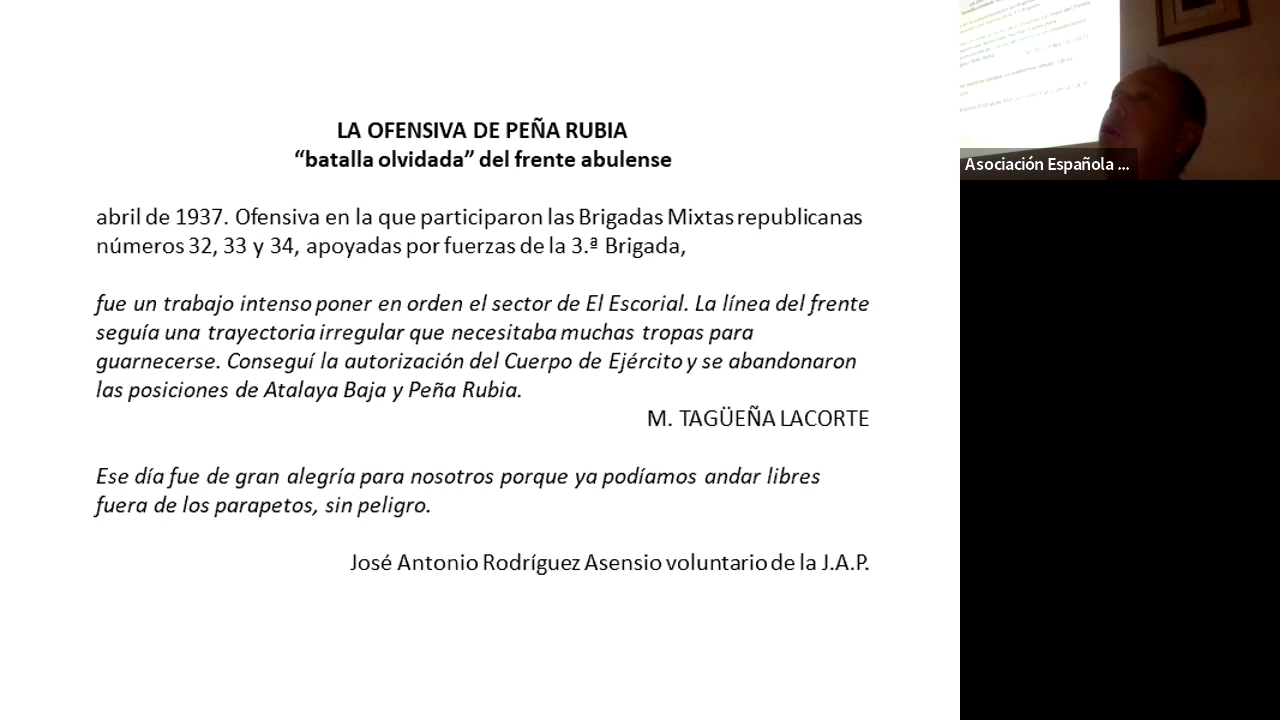 LA OFENSIVA DE PEÑA RUBIA
“batalla olvidada” del frente abulense
abril de 1937. Ofensiva en la que participaron las Brigadas Mixtas republicanas
números 32, 33 y 34, apoyadas por fuerzas de la 3.ª Brigada,
fue un trabajo intenso poner en orden el sector de El Escorial. La línea del frente
seguía una trayectoria irregular que necesitaba muchas tropas para
guarnecerse. Conseguí la autorización del Cuerpo de Ejército y se abandonaron
las posiciones de Atalaya Baja y Peña Rubia.
M. TAGÜEÑA LACORTE
Ese día fue de gran alegría para nosotros porque ya podíamos andar libres
fuera de los parapetos, sin peligro.
José Antonio Rodríguez Asensio voluntario de la J.A.P.
Asociación Española ...